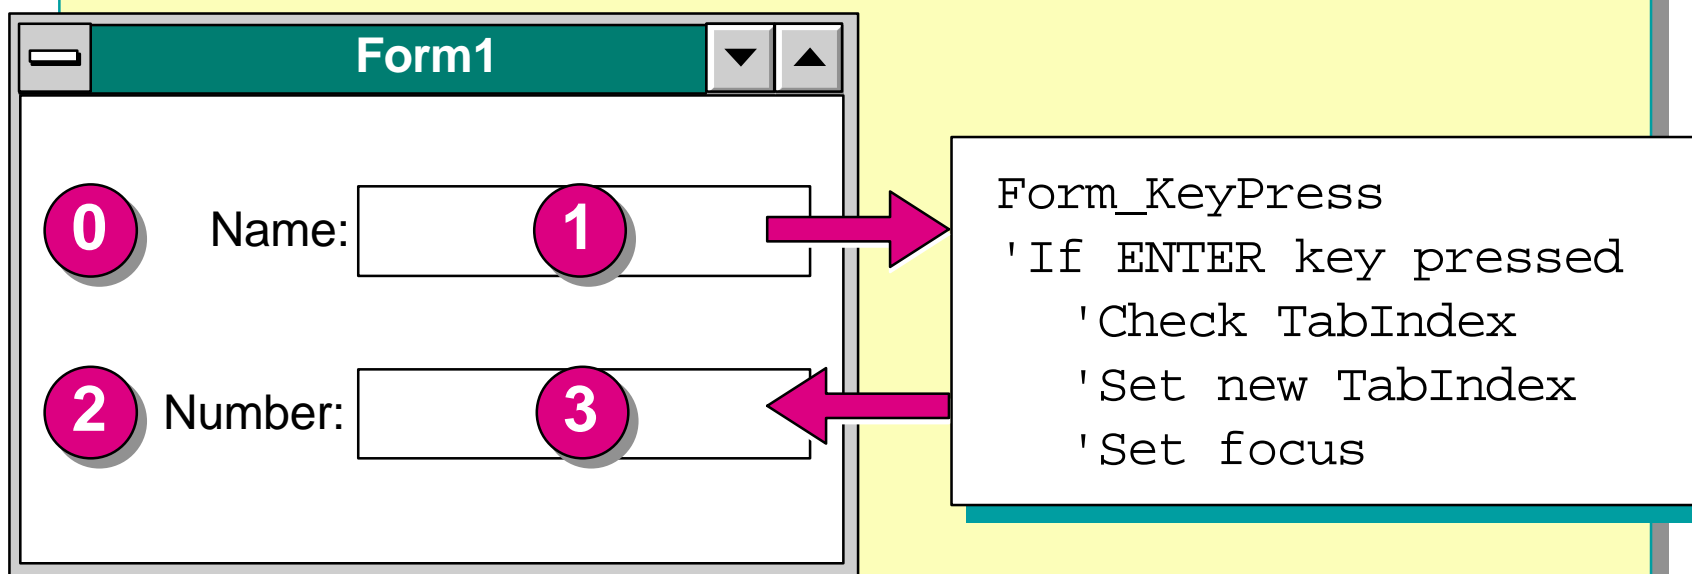 Form1
0 Name: 1
2 Number: 3
Form_KeyPress
'If ENTER key pressed
'Check TabIndex
'Set new TabIndex
'Set focus